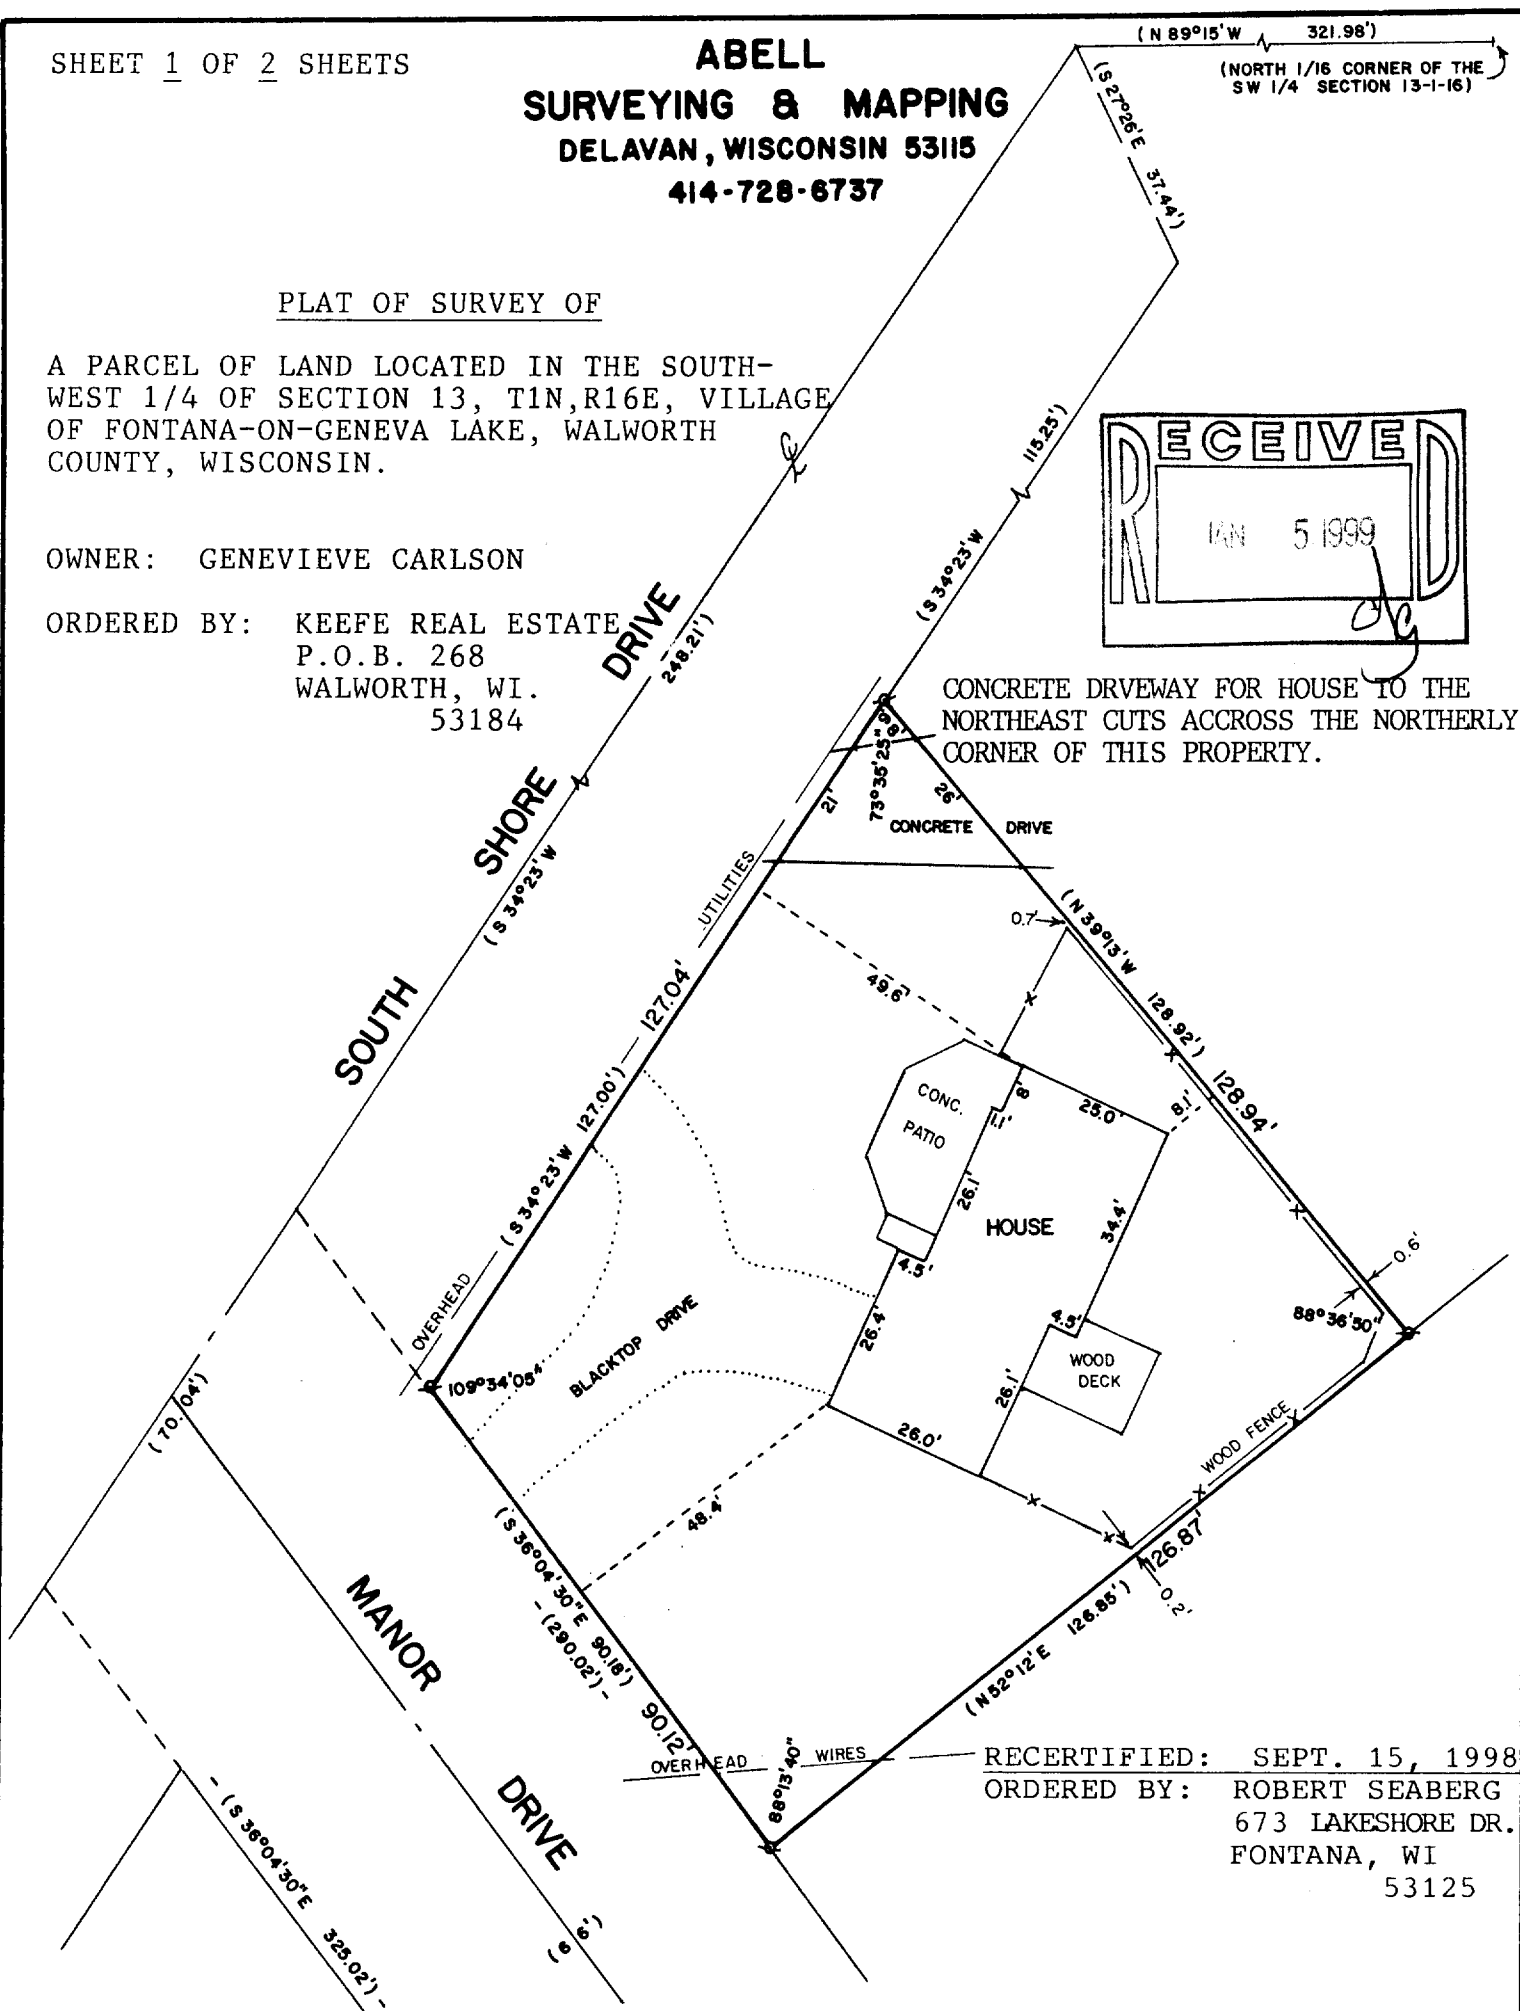 SHEET 1 OF 2 SHEETS
ABELL
SURVEYING & MAPPING
DELAVAN, WISCONSIN 53115
414-728-6737
(N 89°15'W 321.98')
(NORTH 1/16 CORNER OF THE
SW 1/4 SECTION 13-1-16)
(S 27°26'E 37.44')
PLAT OF SURVEY OF
A PARCEL OF LAND LOCATED IN THE SOUTH-
WEST 1/4 OF SECTION 13, T1N,R16E, VILLAGE
OF FONTANA-ON-GENEVA LAKE, WALWORTH
COUNTY, WISCONSIN.
OWNER: GENEVIEVE CARLSON
ORDERED BY: KEEFE REAL ESTATE
P.O.B. 268
WALWORTH, WI.
53184
RECEIVED
JAN 5 1999
(S 34°23'W 115.25')
CONCRETE DRVEWAY FOR HOUSE TO THE
NORTHEAST CUTS ACCROSS THE NORTHERLY
CORNER OF THIS PROPERTY.
SOUTH SHORE DRIVE
(S 34°23'W 248.21')
73°35'25"
9.6'
8'
21'
26'
CONCRETE DRIVE
OVERHEAD UTILITIES
(S 34°23'W 127.00') 127.04'
0.7'
(N 39°13'W 128.92') 128.94'
49.6'
CONC.
PATIO
8'
1.1'
25.0'
8.1'
26.1'
HOUSE
34.4'
4.5'
26.4'
4.5'
WOOD
DECK
26.1'
26.0'
0.6'
88°36'50"
WOOD FENCE
109°34'05"
BLACKTOP DRIVE
48.4'
(70.04')
(S 36°04'30"E 90.18') 90.12'
-(290.02')-
MANOR DRIVE
(N 52°12'E 126.85') 126.87'
0.2'
OVERHEAD WIRES
88°13'40"
-(S 36°04'30"E 325.02')-
(66')
RECERTIFIED: SEPT. 15, 1998
ORDERED BY: ROBERT SEABERG
673 LAKESHORE DR.
FONTANA, WI
53125